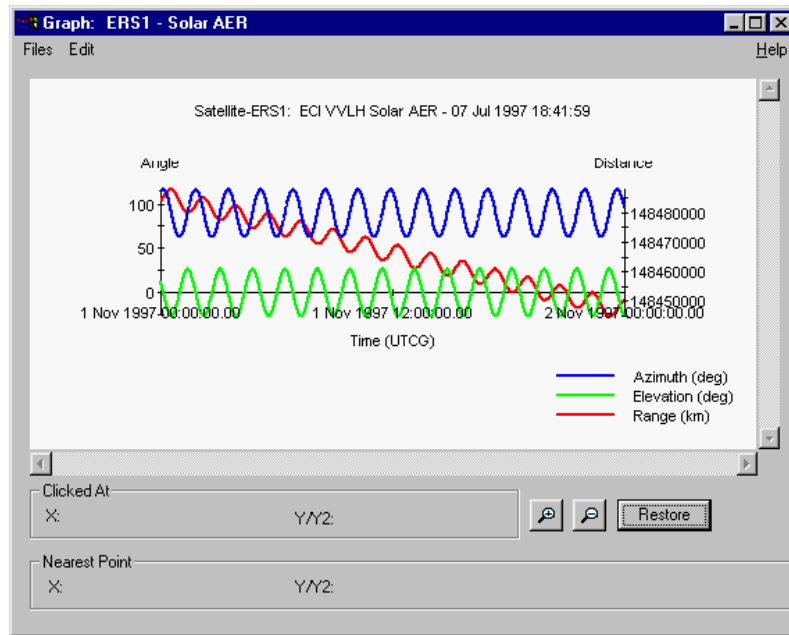 Graph: ERS1 - Solar AER
Files Edit Help
Satellite-ERS1: ECI VVLH Solar AER - 07 Jul 1997 18:41:59
Angle Distance
100
50
0
148480000
148470000
148460000
148450000
1 Nov 1997 00:00:00.00 1 Nov 1997 12:00:00.00 2 Nov 1997 00:00:00.00
Time (UTCG)
Azimuth (deg)
Elevation (deg)
Range (km)
Clicked At
X: Y/Y2:
Restore
Nearest Point
X: Y/Y2: